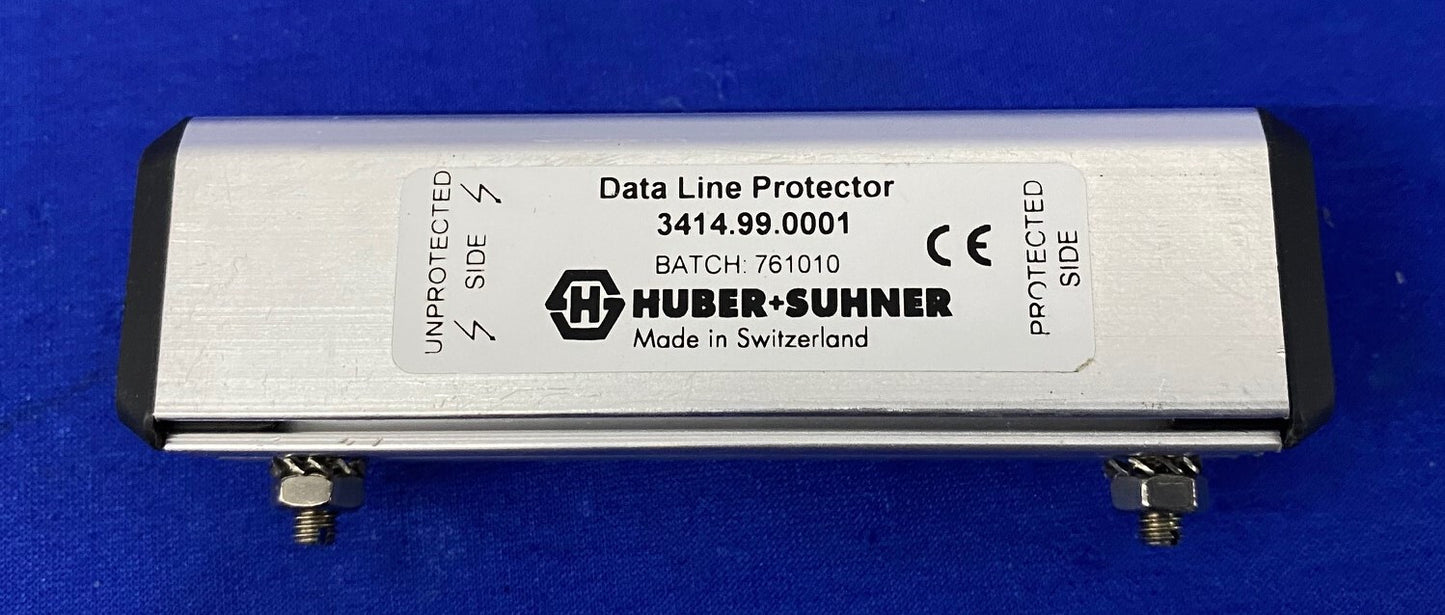 UNPROTECTED
SIDE
Data Line Protector
3414.99.0001
BATCH: 761010
H HUBER+SUHNER
Made in Switzerland
CE
PROTECTED
SIDE